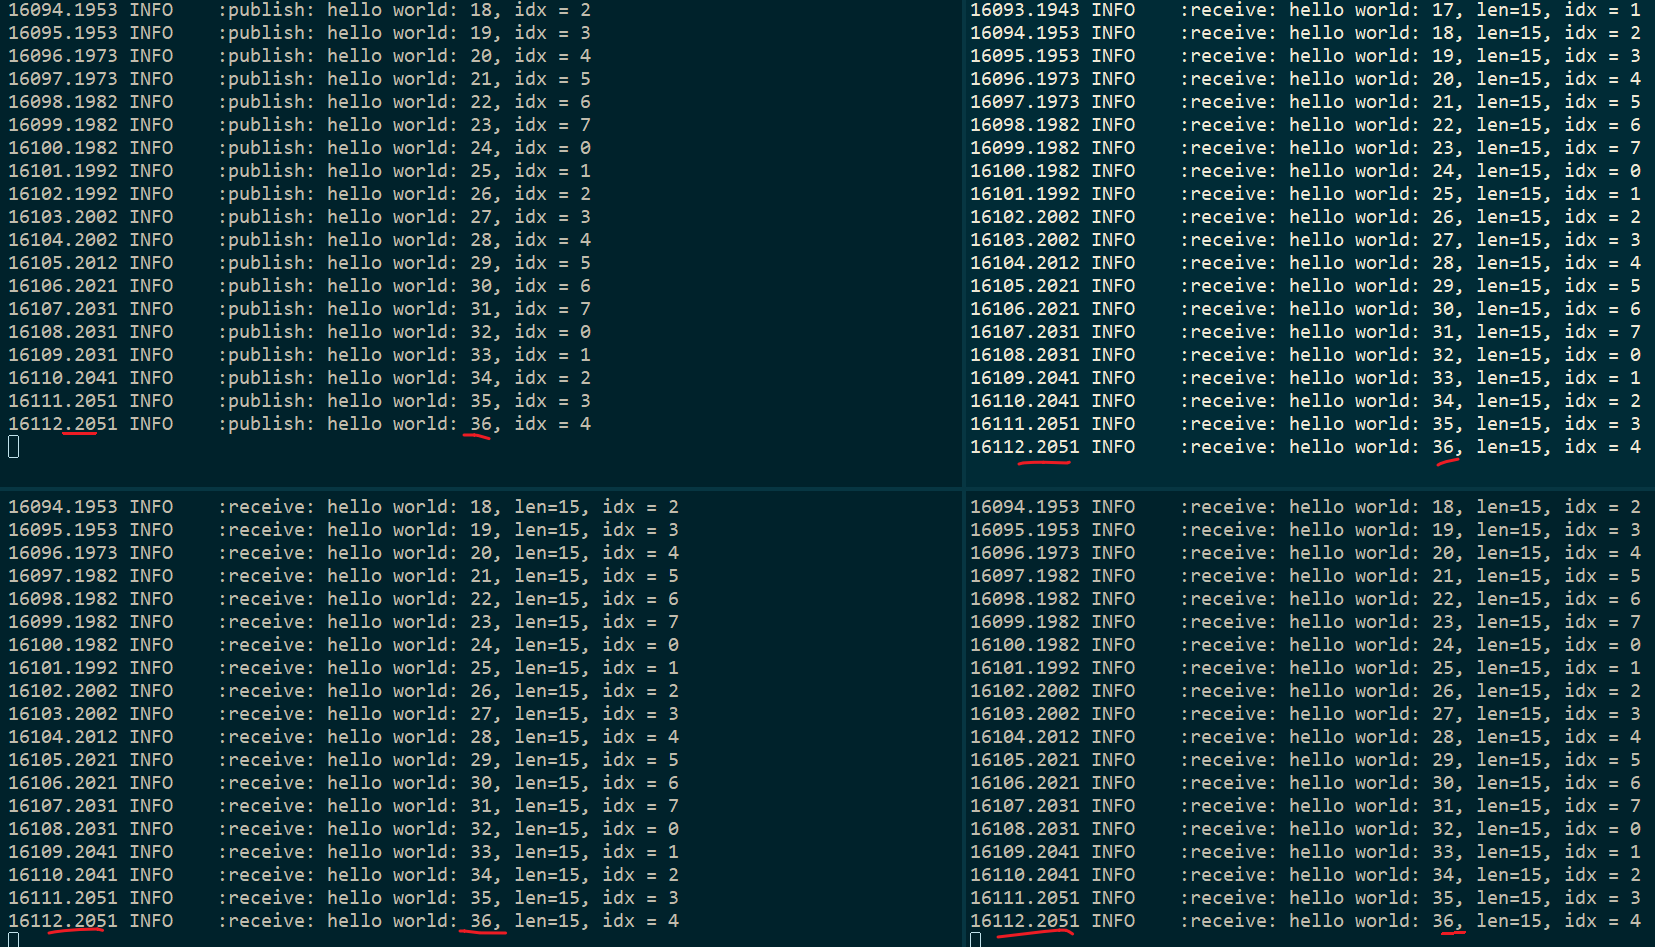 16094.1953 INFO    :publish: hello world: 18, idx = 2
16095.1953 INFO    :publish: hello world: 19, idx = 3
16096.1973 INFO    :publish: hello world: 20, idx = 4
16097.1973 INFO    :publish: hello world: 21, idx = 5
16098.1982 INFO    :publish: hello world: 22, idx = 6
16099.1982 INFO    :publish: hello world: 23, idx = 7
16100.1982 INFO    :publish: hello world: 24, idx = 0
16101.1992 INFO    :publish: hello world: 25, idx = 1
16102.1992 INFO    :publish: hello world: 26, idx = 2
16103.2002 INFO    :publish: hello world: 27, idx = 3
16104.2002 INFO    :publish: hello world: 28, idx = 4
16105.2012 INFO    :publish: hello world: 29, idx = 5
16106.2021 INFO    :publish: hello world: 30, idx = 6
16107.2031 INFO    :publish: hello world: 31, idx = 7
16108.2031 INFO    :publish: hello world: 32, idx = 0
16109.2031 INFO    :publish: hello world: 33, idx = 1
16110.2041 INFO    :publish: hello world: 34, idx = 2
16111.2051 INFO    :publish: hello world: 35, idx = 3
16112.2051 INFO    :publish: hello world: 36, idx = 4
16093.1943 INFO    :receive: hello world: 17, len=15, idx = 1
16094.1953 INFO    :receive: hello world: 18, len=15, idx = 2
16095.1953 INFO    :receive: hello world: 19, len=15, idx = 3
16096.1973 INFO    :receive: hello world: 20, len=15, idx = 4
16097.1973 INFO    :receive: hello world: 21, len=15, idx = 5
16098.1982 INFO    :receive: hello world: 22, len=15, idx = 6
16099.1982 INFO    :receive: hello world: 23, len=15, idx = 7
16100.1982 INFO    :receive: hello world: 24, len=15, idx = 0
16101.1992 INFO    :receive: hello world: 25, len=15, idx = 1
16102.2002 INFO    :receive: hello world: 26, len=15, idx = 2
16103.2002 INFO    :receive: hello world: 27, len=15, idx = 3
16104.2012 INFO    :receive: hello world: 28, len=15, idx = 4
16105.2021 INFO    :receive: hello world: 29, len=15, idx = 5
16106.2021 INFO    :receive: hello world: 30, len=15, idx = 6
16107.2031 INFO    :receive: hello world: 31, len=15, idx = 7
16108.2031 INFO    :receive: hello world: 32, len=15, idx = 0
16109.2041 INFO    :receive: hello world: 33, len=15, idx = 1
16110.2041 INFO    :receive: hello world: 34, len=15, idx = 2
16111.2051 INFO    :receive: hello world: 35, len=15, idx = 3
16112.2051 INFO    :receive: hello world: 36, len=15, idx = 4
16094.1953 INFO    :receive: hello world: 18, len=15, idx = 2
16095.1953 INFO    :receive: hello world: 19, len=15, idx = 3
16096.1973 INFO    :receive: hello world: 20, len=15, idx = 4
16097.1982 INFO    :receive: hello world: 21, len=15, idx = 5
16098.1982 INFO    :receive: hello world: 22, len=15, idx = 6
16099.1982 INFO    :receive: hello world: 23, len=15, idx = 7
16100.1982 INFO    :receive: hello world: 24, len=15, idx = 0
16101.1992 INFO    :receive: hello world: 25, len=15, idx = 1
16102.2002 INFO    :receive: hello world: 26, len=15, idx = 2
16103.2002 INFO    :receive: hello world: 27, len=15, idx = 3
16104.2012 INFO    :receive: hello world: 28, len=15, idx = 4
16105.2021 INFO    :receive: hello world: 29, len=15, idx = 5
16106.2021 INFO    :receive: hello world: 30, len=15, idx = 6
16107.2031 INFO    :receive: hello world: 31, len=15, idx = 7
16108.2031 INFO    :receive: hello world: 32, len=15, idx = 0
16109.2041 INFO    :receive: hello world: 33, len=15, idx = 1
16110.2041 INFO    :receive: hello world: 34, len=15, idx = 2
16111.2051 INFO    :receive: hello world: 35, len=15, idx = 3
16112.2051 INFO    :receive: hello world: 36, len=15, idx = 4
16094.1953 INFO    :receive: hello world: 18, len=15, idx = 2
16095.1953 INFO    :receive: hello world: 19, len=15, idx = 3
16096.1973 INFO    :receive: hello world: 20, len=15, idx = 4
16097.1982 INFO    :receive: hello world: 21, len=15, idx = 5
16098.1982 INFO    :receive: hello world: 22, len=15, idx = 6
16099.1982 INFO    :receive: hello world: 23, len=15, idx = 7
16100.1982 INFO    :receive: hello world: 24, len=15, idx = 0
16101.1992 INFO    :receive: hello world: 25, len=15, idx = 1
16102.2002 INFO    :receive: hello world: 26, len=15, idx = 2
16103.2002 INFO    :receive: hello world: 27, len=15, idx = 3
16104.2012 INFO    :receive: hello world: 28, len=15, idx = 4
16105.2021 INFO    :receive: hello world: 29, len=15, idx = 5
16106.2021 INFO    :receive: hello world: 30, len=15, idx = 6
16107.2031 INFO    :receive: hello world: 31, len=15, idx = 7
16108.2031 INFO    :receive: hello world: 32, len=15, idx = 0
16109.2041 INFO    :receive: hello world: 33, len=15, idx = 1
16110.2041 INFO    :receive: hello world: 34, len=15, idx = 2
16111.2051 INFO    :receive: hello world: 35, len=15, idx = 3
16112.2051 INFO    :receive: hello world: 36, len=15, idx = 4